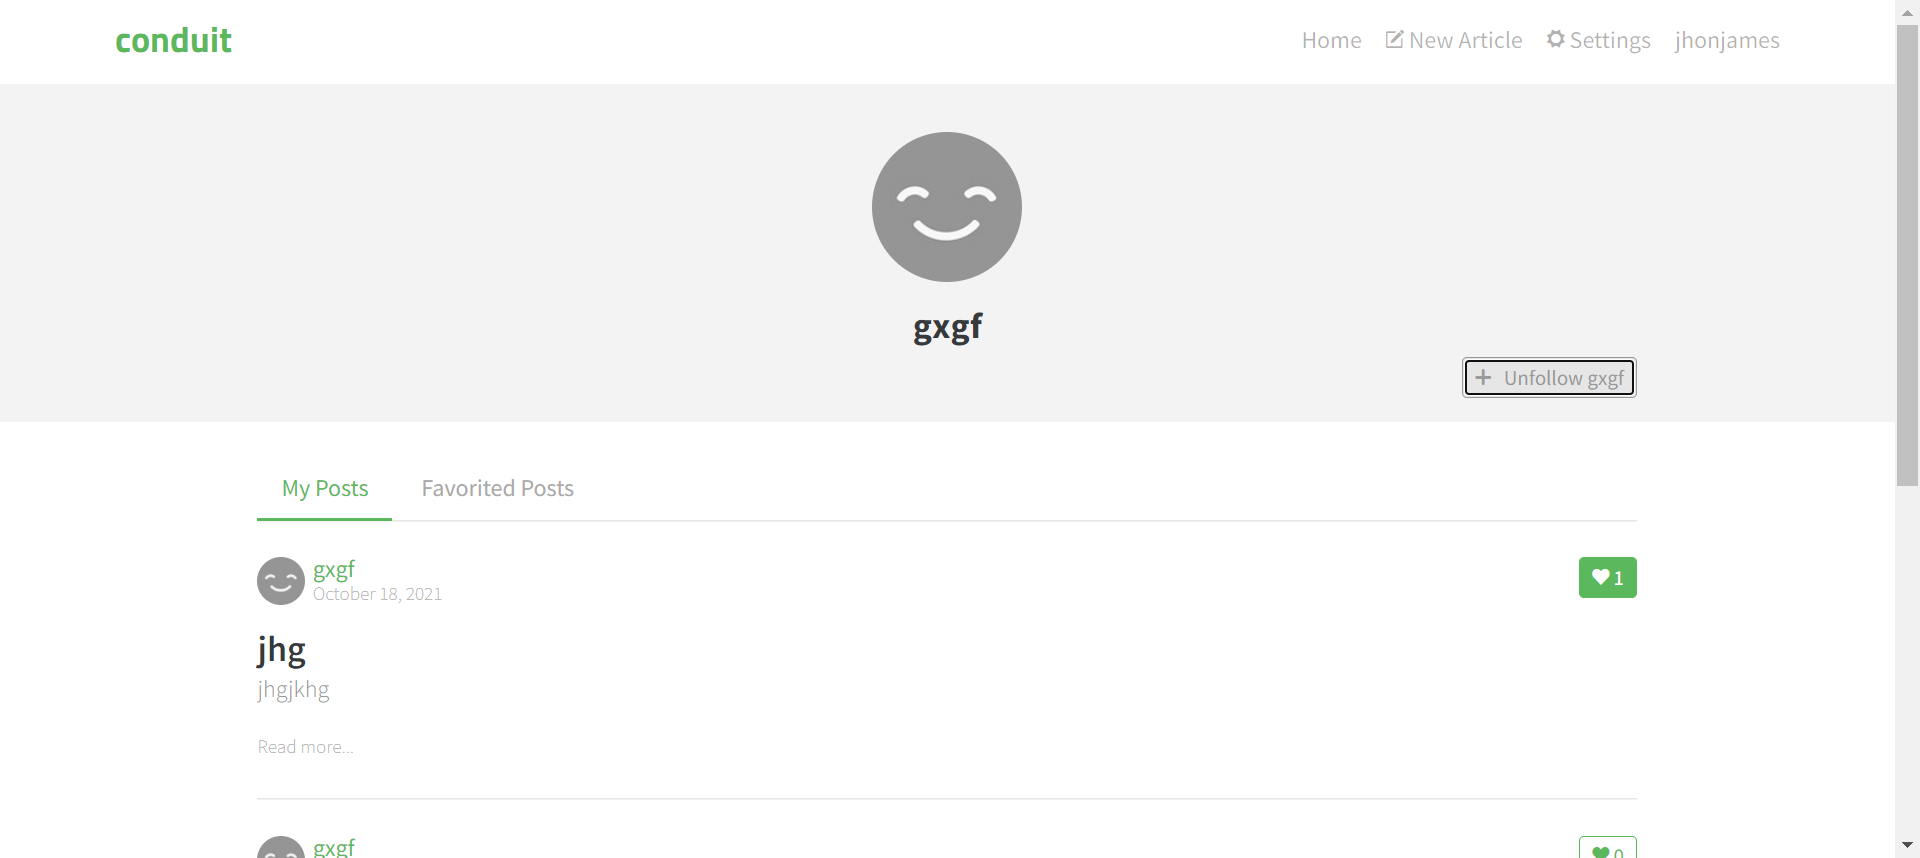 conduit
Home New Article Settings jhonjames
gxgf
Unfollow gxgf
My Posts Favorited Posts
gxgf
October 18, 2021
1
jhg
jhgjkhg
Read more...
gxgf
0